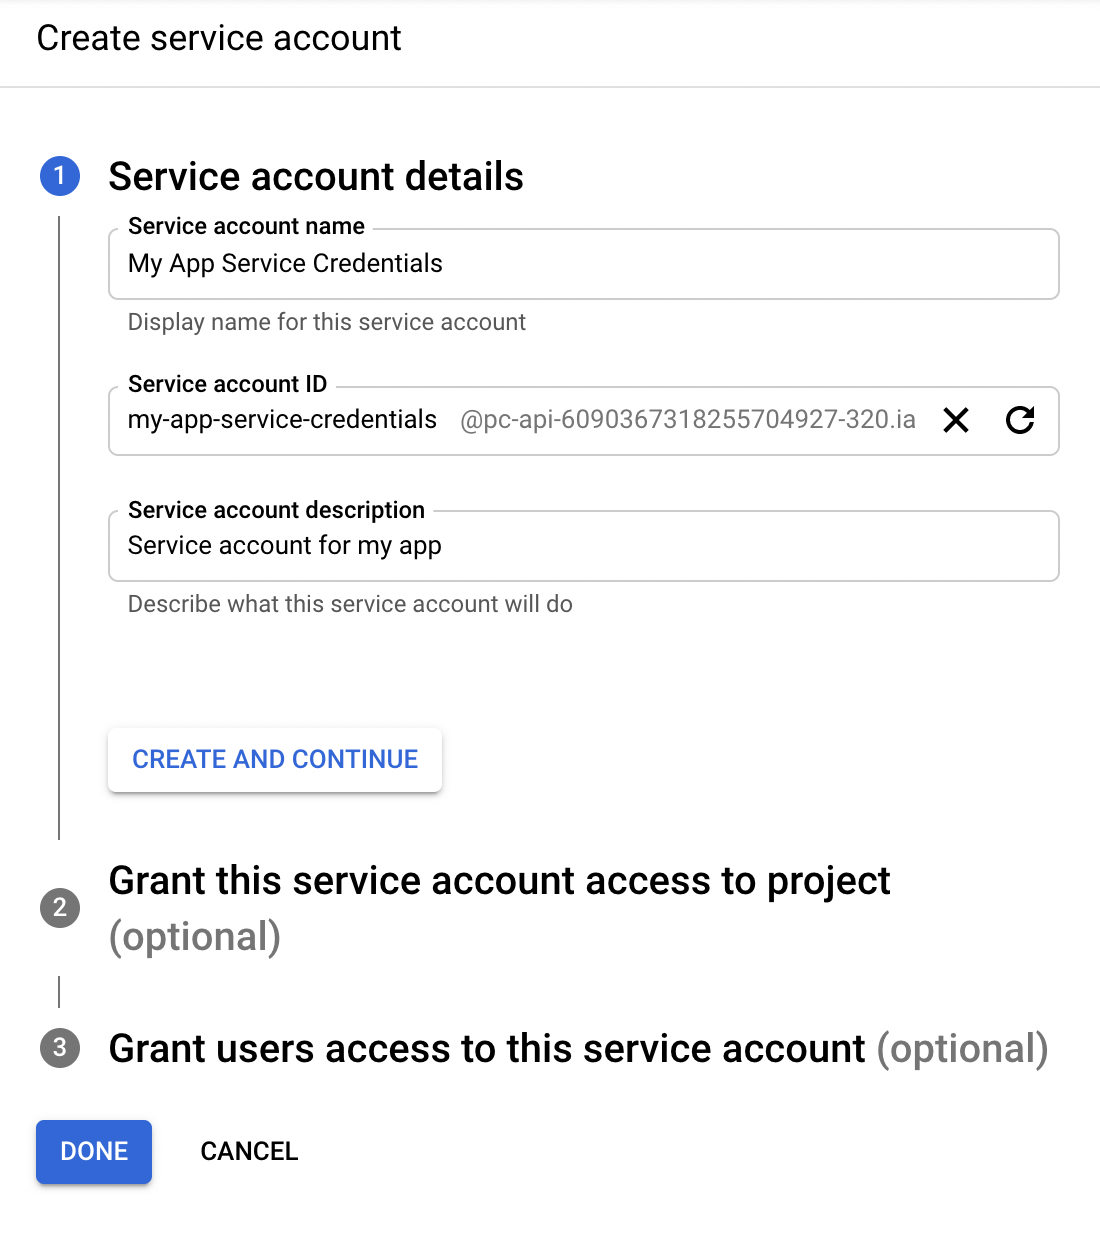 Create service account
1 Service account details
Service account name
My App Service Credentials
Display name for this service account
Service account ID
my-app-service-credentials @pc-api-6090367318255704927-320.ia
Service account description
Service account for my app
Describe what this service account will do
CREATE AND CONTINUE
2 Grant this service account access to project
(optional)
3 Grant users access to this service account (optional)
DONE CANCEL